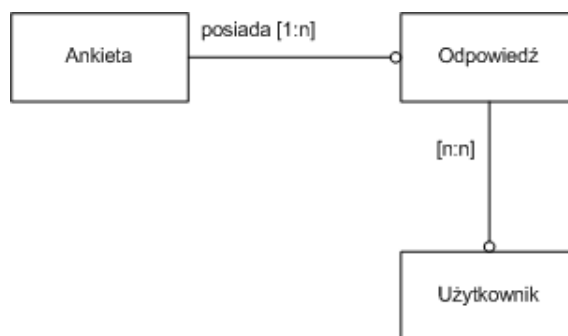 posiada [1:n]
Ankieta
Odpowiedź
[n:n]
Użytkownik